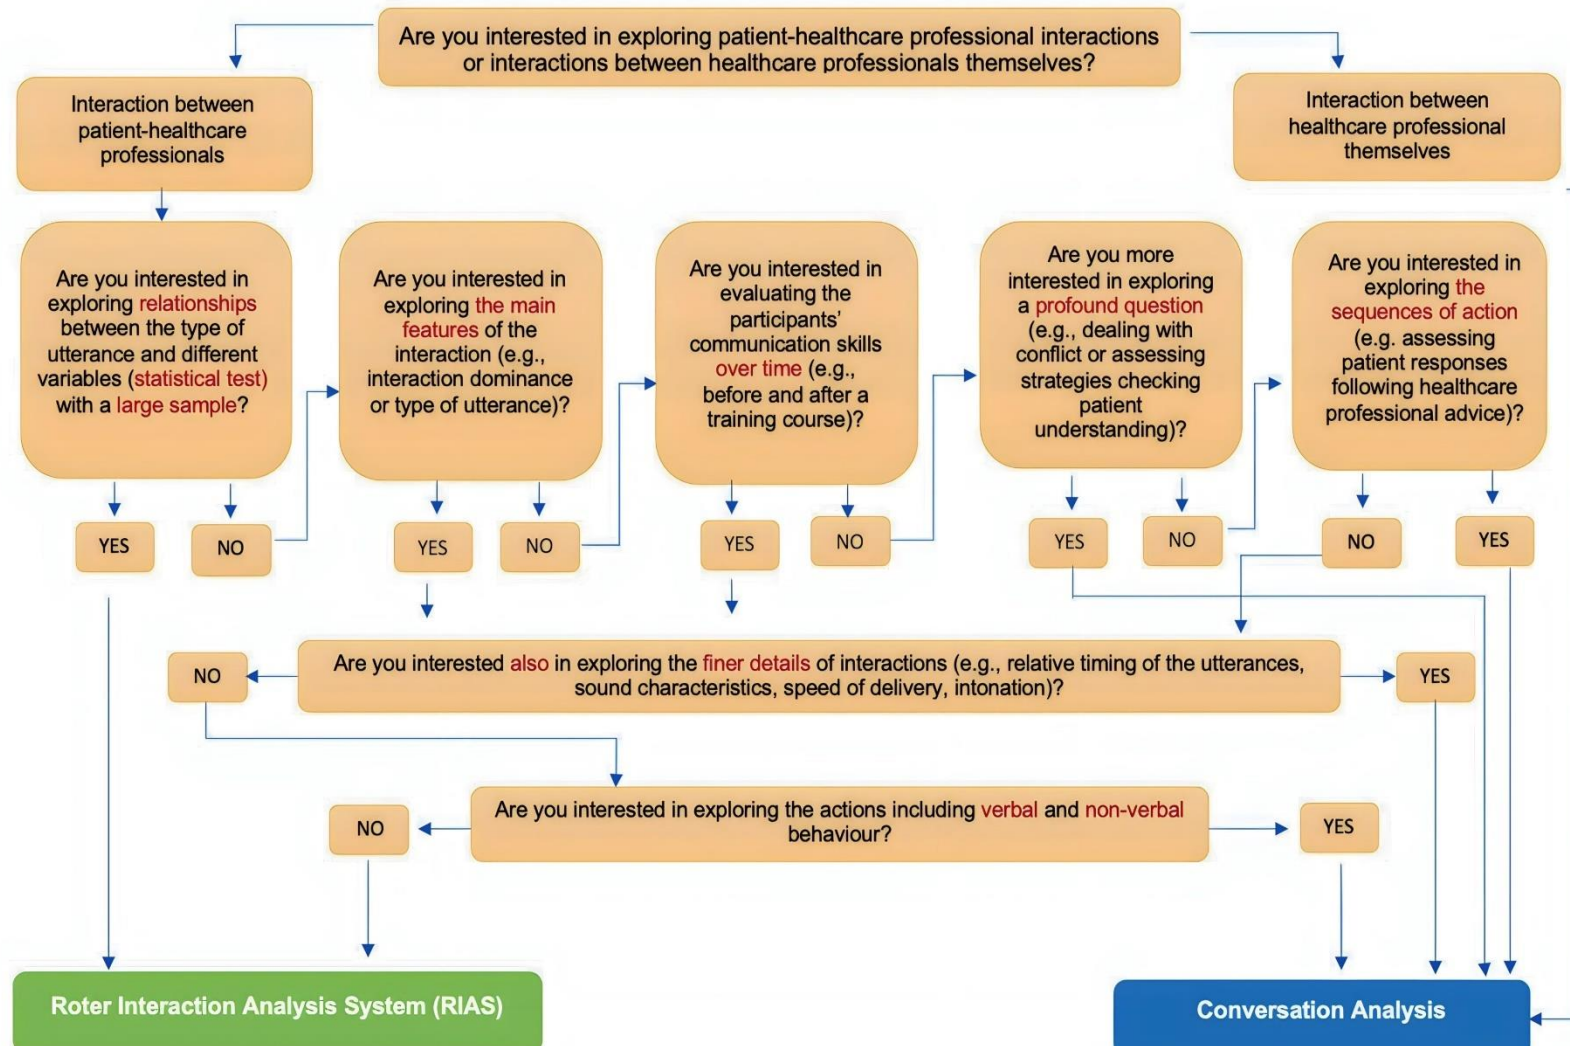 Are you interested in exploring patient-healthcare professional interactions
or interactions between healthcare professionals themselves?
Interaction between
patient-healthcare
professionals
Interaction between
healthcare professional
themselves
Are you interested in
exploring relationships
between the type of
utterance and different
variables (statistical test)
with a large sample?
Are you interested in
exploring the main
features of the
interaction (e.g.,
interaction dominance
or type of utterance)?
Are you interested in
evaluating the
participants'
communication skills
over time (e.g.,
before and after a
training course)?
Are you more
interested in exploring
a profound question
(e.g., dealing with
conflict or assessing
strategies checking
patient
understanding)?
Are you interested in
exploring the
sequences of action
(e.g. assessing
patient responses
following healthcare
professional advice)?
YES
NO
YES
NO
YES
NO
YES
NO
NO
YES
NO
Are you interested also in exploring the finer details of interactions (e.g., relative timing of the utterances,
sound characteristics, speed of delivery, intonation)?
YES
NO
Are you interested in exploring the actions including verbal and non-verbal
behaviour?
YES
Roter Interaction Analysis System (RIAS)
Conversation Analysis